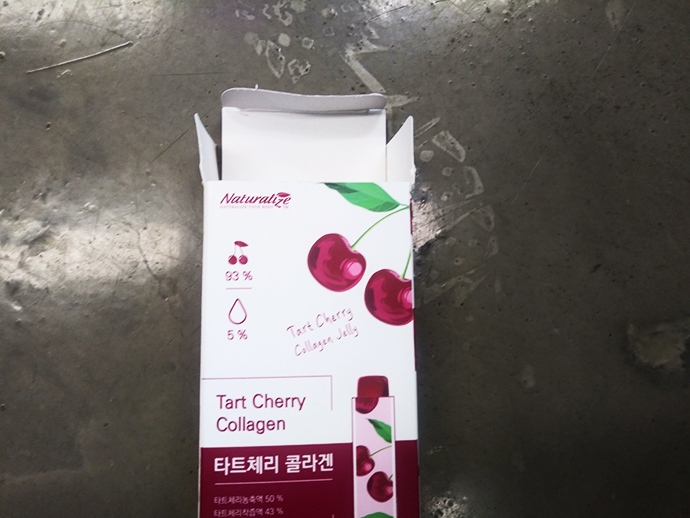 Naturalize
93 %
5 %
Tart Cherry
Collagen Jelly
Tart Cherry
Collagen
타트체리 콜라겐
타트체리농축액 50 %
타트체리착즙액 43 %